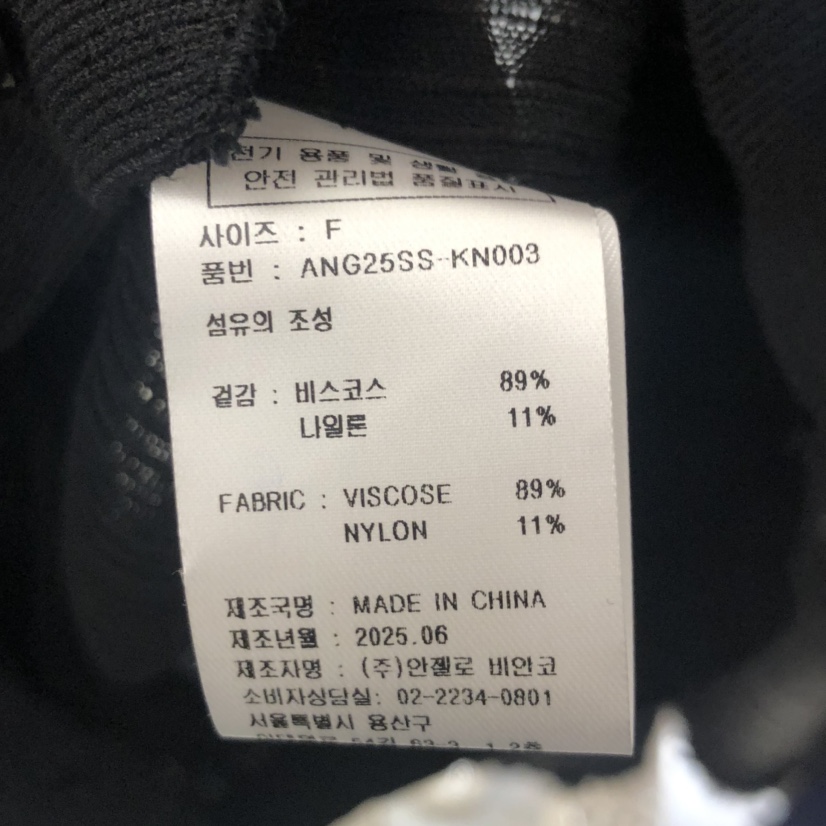 전기 용품 및 생활
안전 관리법 품질표시
사이즈 : F
품번 : ANG25SS-KN003
섬유의 조성
겉감 : 비스코스 89%
나일론 11%
FABRIC : VISCOSE 89%
NYLON 11%
제조국명 : MADE IN CHINA
제조년월 : 2025.06
제조자명 : (주)안젤로 비안코
소비자상담실: 02-2234-0801
서울특별시 용산구